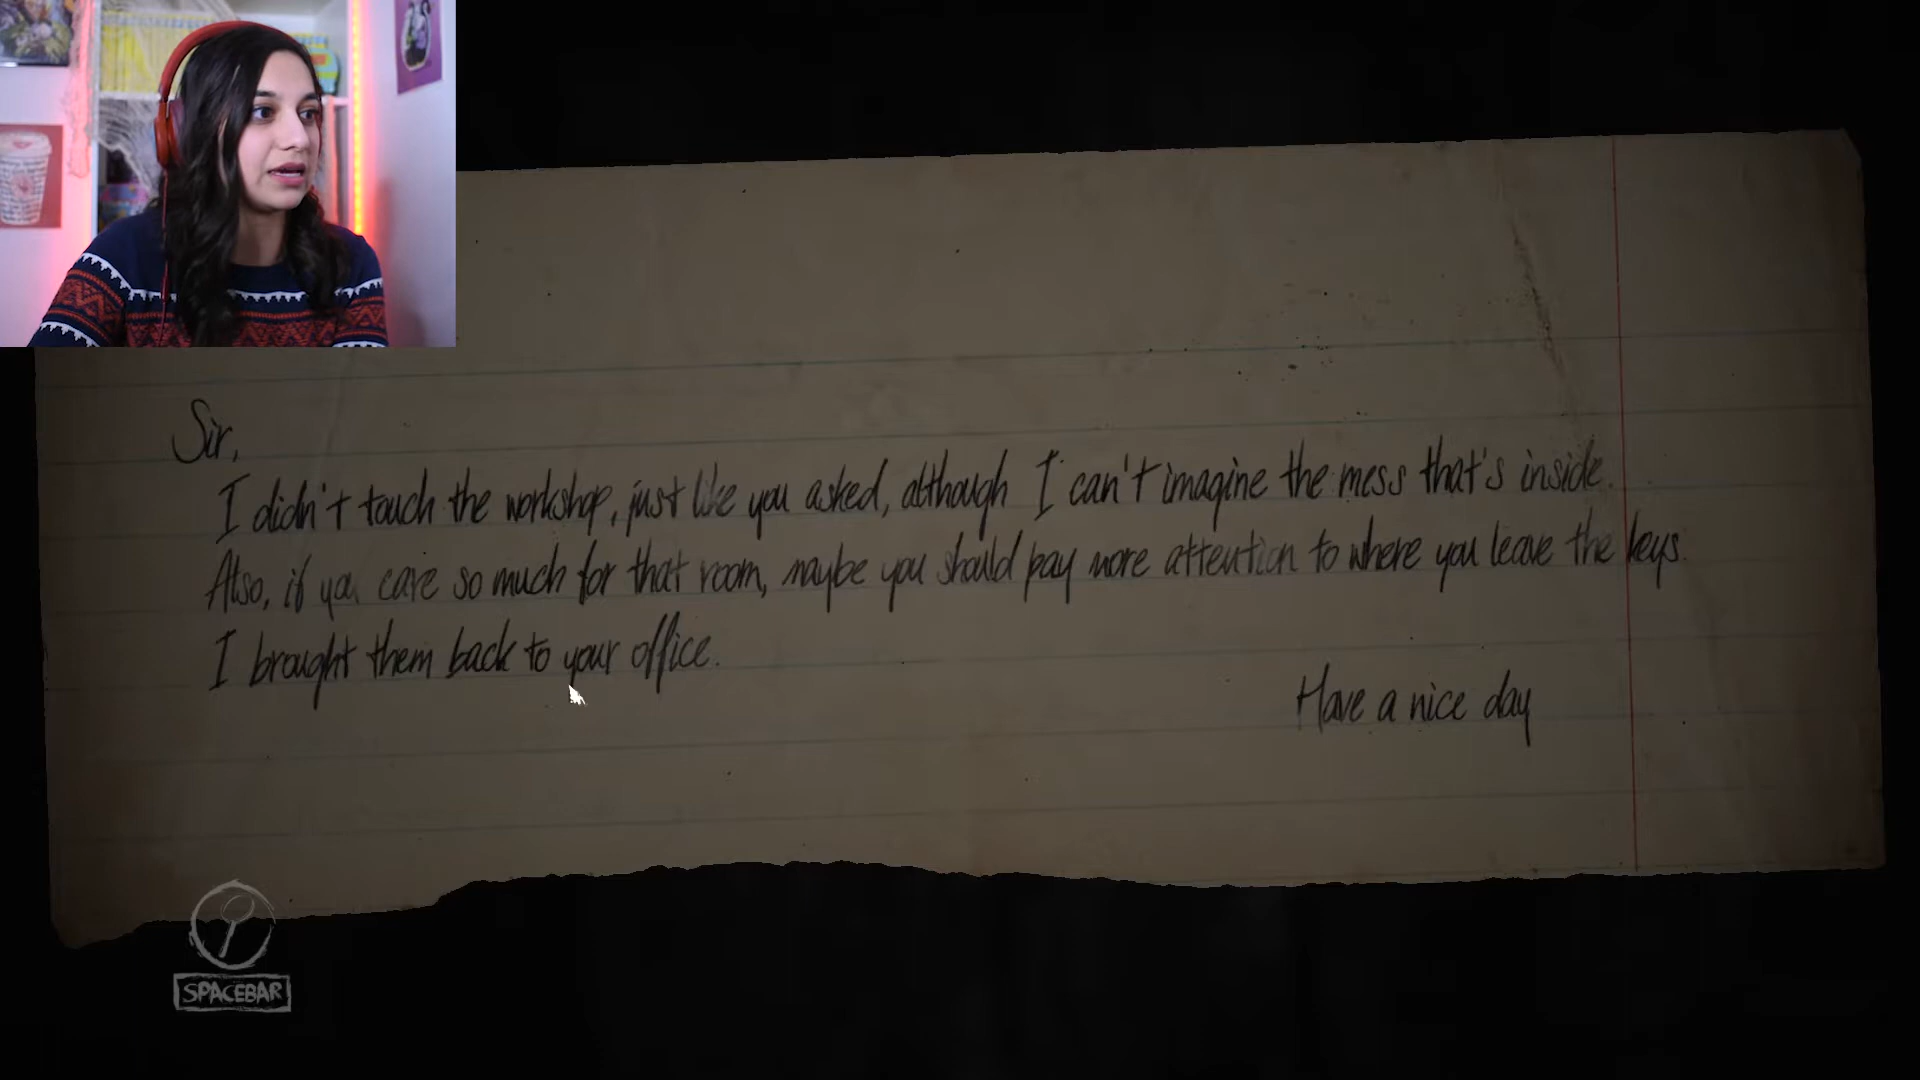 Sir,
I didn't touch the workshop, just like you asked, although I can't imagine the mess that's inside.
Also, if you care so much for that room, maybe you should pay more attention to where you leave the keys.
I brought them back to your office.
Have a nice day
SPACEBAR